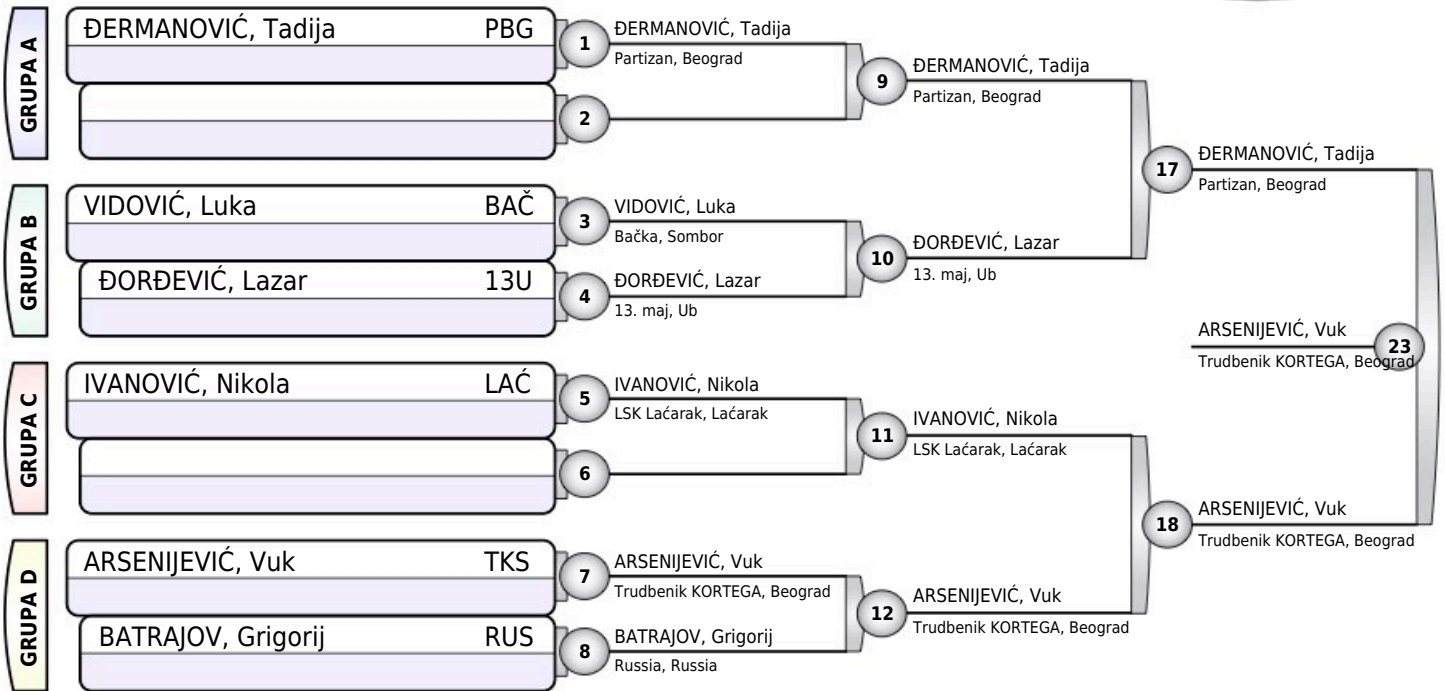 GRUPA A
ĐERMANOVIĆ, Tadija PBG
1
ĐERMANOVIĆ, Tadija
Partizan, Beograd
2
9
ĐERMANOVIĆ, Tadija
Partizan, Beograd
17
ĐERMANOVIĆ, Tadija
Partizan, Beograd
GRUPA B
VIDOVIĆ, Luka BAČ
3
VIDOVIĆ, Luka
Bačka, Sombor
ĐORĐEVIĆ, Lazar 13U
4
ĐORĐEVIĆ, Lazar
13. maj, Ub
10
ĐORĐEVIĆ, Lazar
13. maj, Ub
ARSENIJEVIĆ, Vuk
Trudbenik KORTEGA, Beograd
23
GRUPA C
IVANOVIĆ, Nikola LAĆ
5
IVANOVIĆ, Nikola
LSK Laćarak, Laćarak
6
11
IVANOVIĆ, Nikola
LSK Laćarak, Laćarak
18
ARSENIJEVIĆ, Vuk
Trudbenik KORTEGA, Beograd
GRUPA D
ARSENIJEVIĆ, Vuk TKS
7
ARSENIJEVIĆ, Vuk
Trudbenik KORTEGA, Beograd
BATRAJOV, Grigorij RUS
8
BATRAJOV, Grigorij
Russia, Russia
12
ARSENIJEVIĆ, Vuk
Trudbenik KORTEGA, Beograd